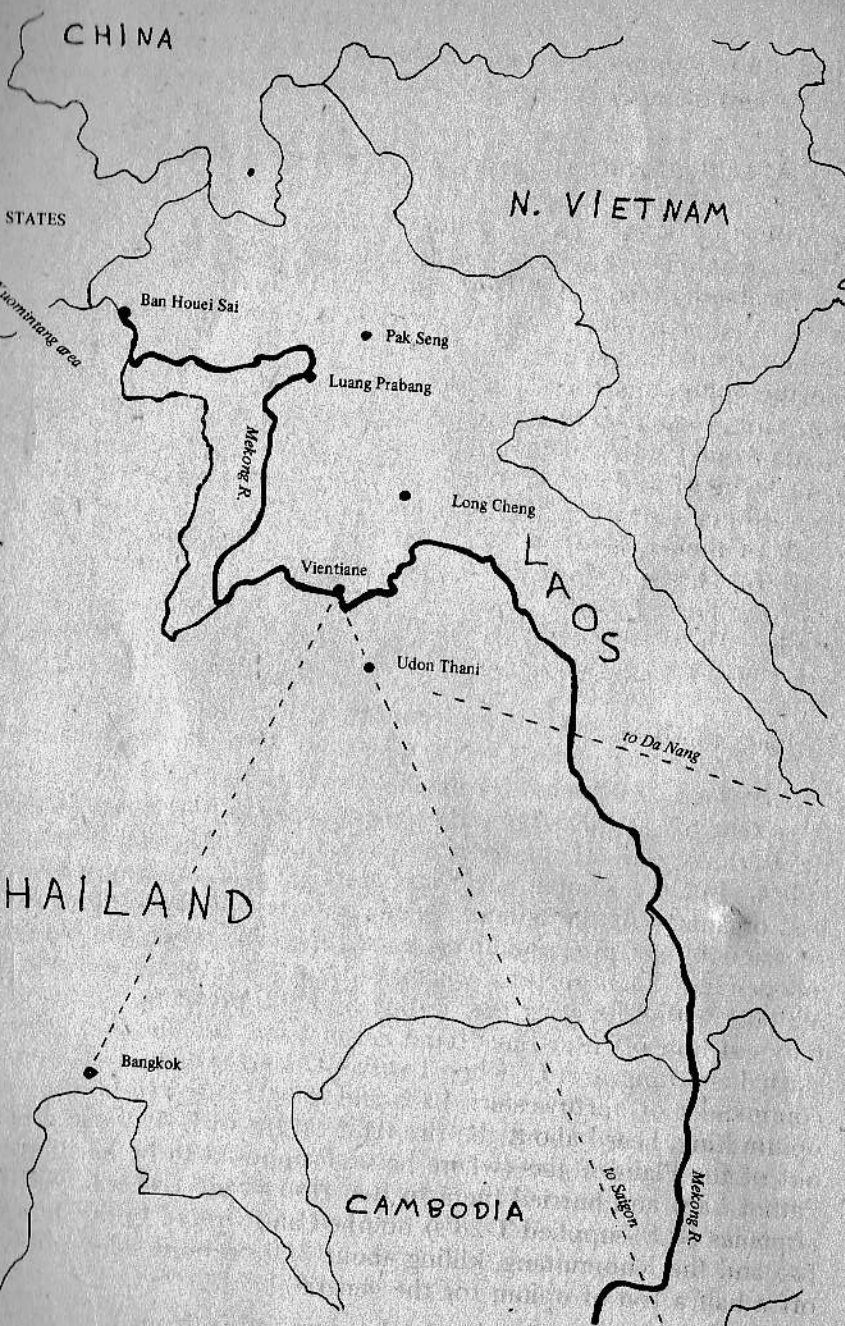 CHINA
N. VIETNAM
STATES
Kuomintang area
Ban Houei Sai
Pak Seng
Luang Prabang
Mekong R.
Long Cheng
LAOS
Vientiane
Udon Thani
to Da Nang
HAILAND
Bangkok
CAMBODIA
to Saigon
Mekong R.